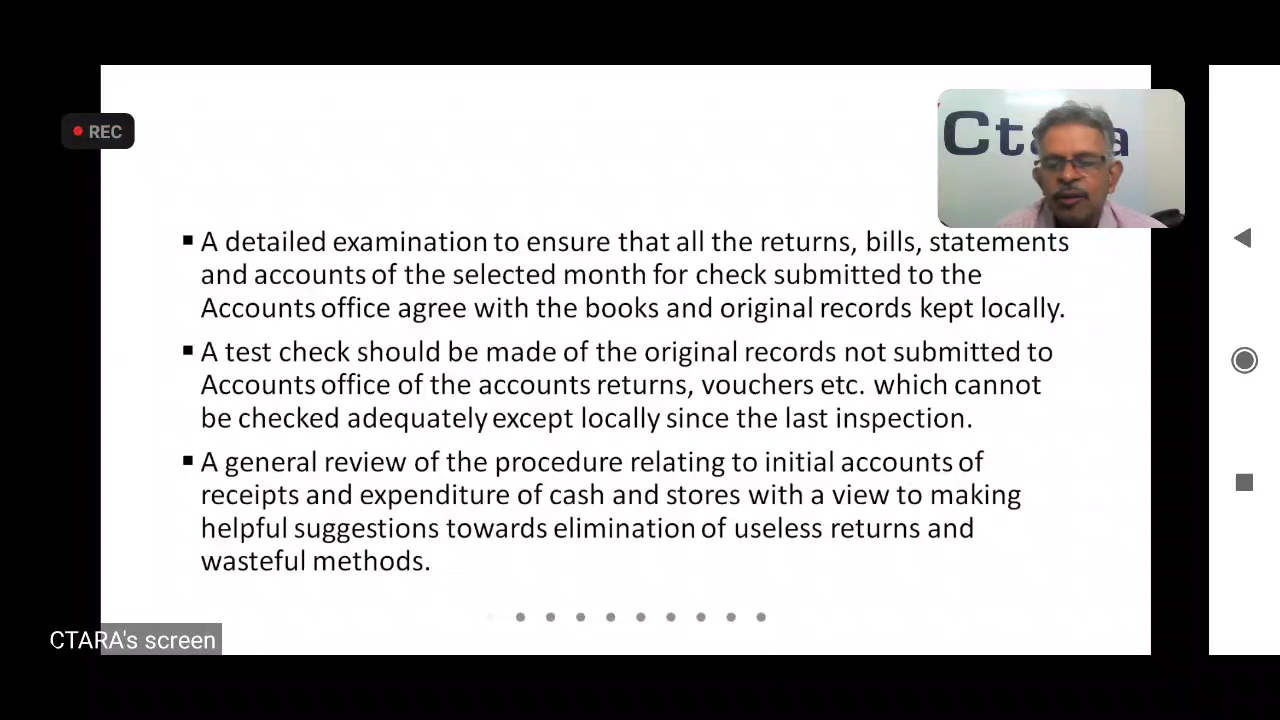 REC
Ctara
▪ A detailed examination to ensure that all the returns, bills, statements
and accounts of the selected month for check submitted to the
Accounts office agree with the books and original records kept locally.
▪ A test check should be made of the original records not submitted to
Accounts office of the accounts returns, vouchers etc. which cannot
be checked adequately except locally since the last inspection.
▪ A general review of the procedure relating to initial accounts of
receipts and expenditure of cash and stores with a view to making
helpful suggestions towards elimination of useless returns and
wasteful methods.
CTARA's screen